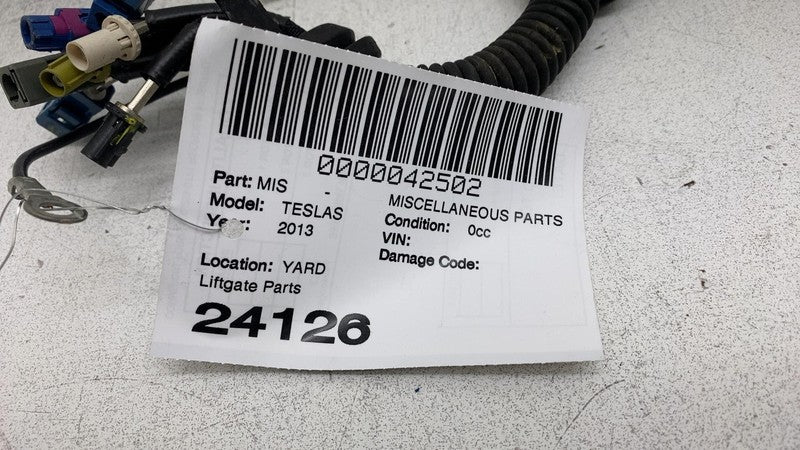 0000042502
Part: MIS - MISCELLANEOUS PARTS
Model: TESLAS Condition: 0cc
Year: 2013 VIN:
Damage Code:
Location: YARD
Liftgate Parts
24126